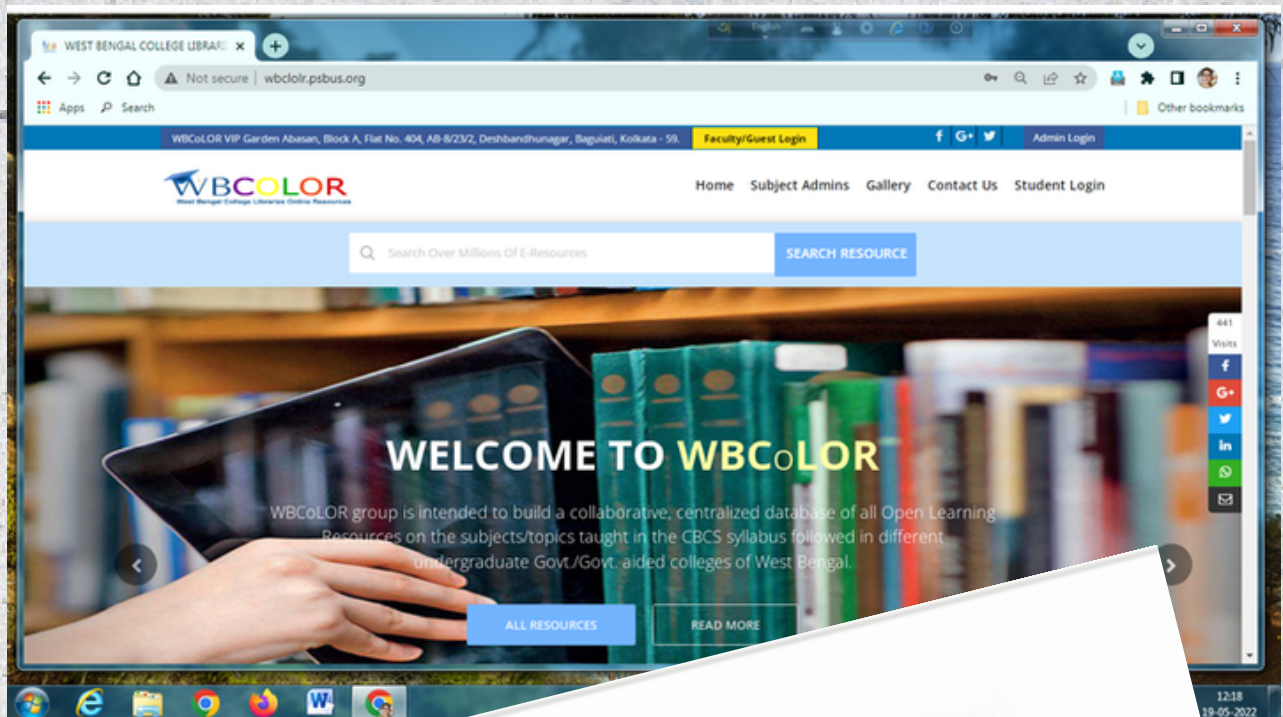 English
WEST BENGAL COLLEGE LIBRAR
Not secure | wbclolr.psbus.org
Apps Search Other bookmarks
WBCoLOR VIP Garden Abasan, Block A, Flat No. 404, AB-8/23/2, Deshbandhunagar, Baguiati, Kolkata - 59. Faculty/Guest Login f G+ Admin Login
WBCOLOR
West Bengal College Libraries Online Resources
Home Subject Admins Gallery Contact Us Student Login
Search Over Millions Of E-Resources SEARCH RESOURCE
441
Visits
f
G+
in
WELCOME TO WBCoLOR
WBCoLOR group is intended to build a collaborative, centralized database of all Open Learning
Resources on the subjects/topics taught in the CBCS syllabus followed in different
undergraduate Govt./Govt. aided colleges of West Bengal.
ALL RESOURCES READ MORE
W
12:18
19-05-2022